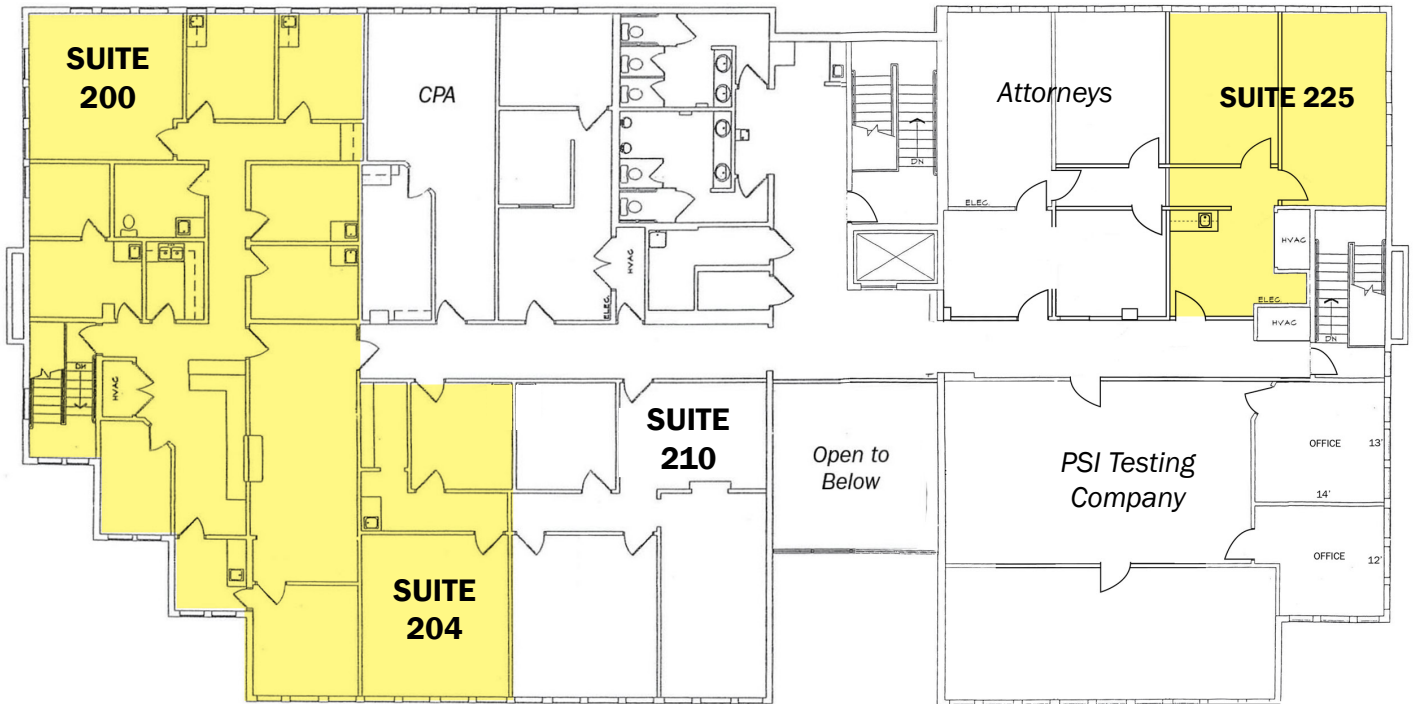 SUITE
200
CPA
Attorneys
SUITE 225
DN
ELEC.
HVAC
HVAC
ELEC.
ELEC.
HVAC
DN
DN
HVAC
SUITE
210
Open to
Below
PSI Testing
Company
OFFICE 13'
14'
OFFICE 12'
SUITE
204